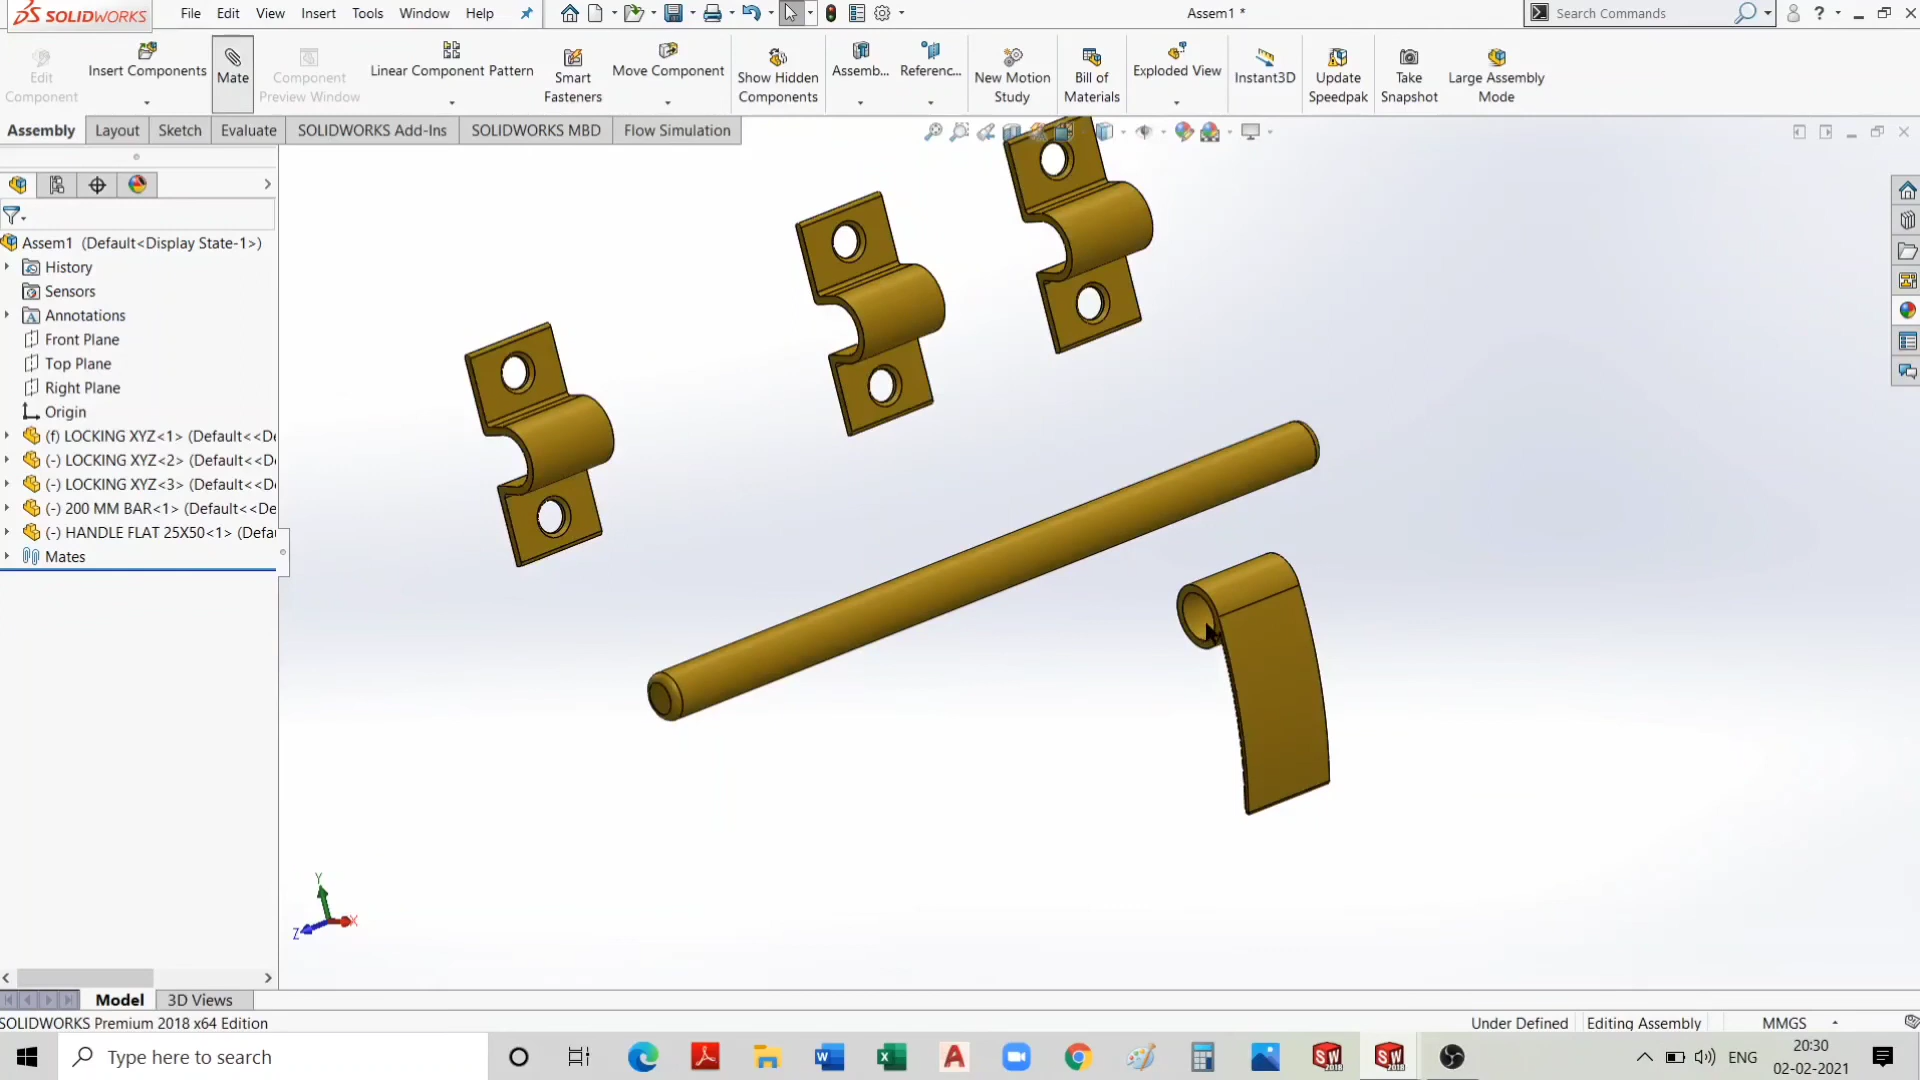 SOLIDWORKS File Edit View Insert Tools Window Help Assem1 * Search Commands ?
Edit Component
Insert Components
Mate
Component Preview Window
Linear Component Pattern
Smart Fasteners
Move Component
Show Hidden Components
Assemb...
Referenc...
New Motion Study
Bill of Materials
Exploded View
Instant3D
Update Speedpak
Take Snapshot
Large Assembly Mode
Assembly Layout Sketch Evaluate SOLIDWORKS Add-Ins SOLIDWORKS MBD Flow Simulation
Assem1 (Default<Display State-1>)
History
Sensors
Annotations
Front Plane
Top Plane
Right Plane
Origin
(f) LOCKING XYZ<1> (Default<<De
(-) LOCKING XYZ<2> (Default<<D
(-) LOCKING XYZ<3> (Default<<D
(-) 200 MM BAR<1> (Default<<De
(-) HANDLE FLAT 25X50<1> (Defau
Mates
Y
X
Z
Model 3D Views
SOLIDWORKS Premium 2018 x64 Edition Under Defined Editing Assembly MMGS
Type here to search
ENG
20:30
02-02-2021